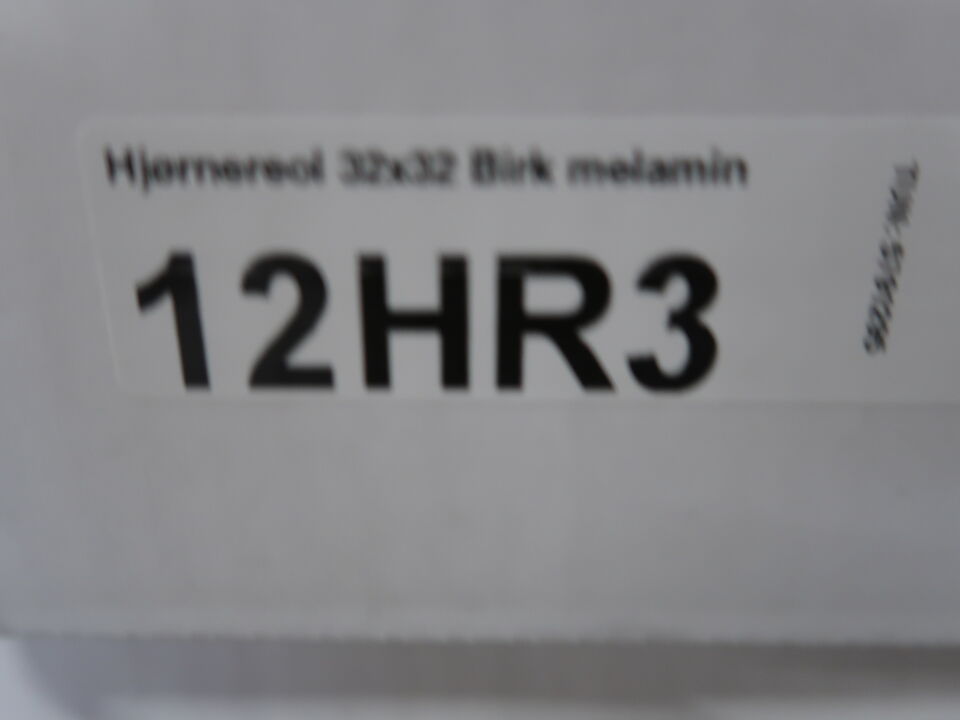 Hjørnereol 32x32 Birk melamin
12HR3